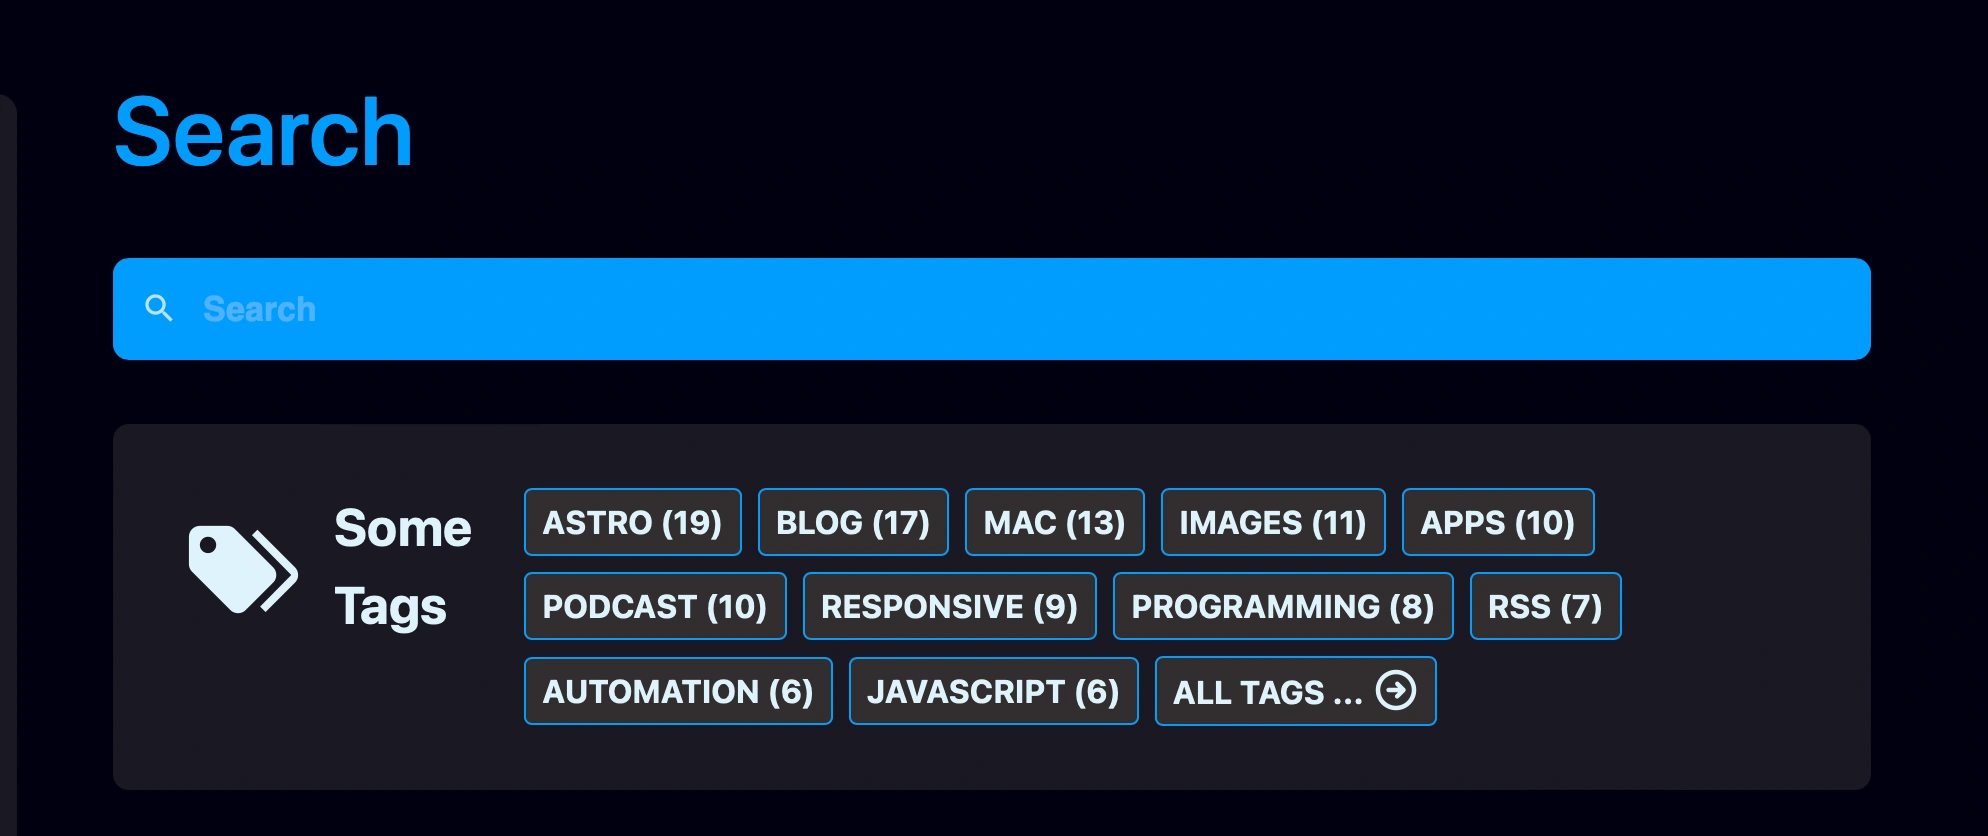 Search
Search
Some
Tags
ASTRO (19) BLOG (17) MAC (13) IMAGES (11) APPS (10)
PODCAST (10) RESPONSIVE (9) PROGRAMMING (8) RSS (7)
AUTOMATION (6) JAVASCRIPT (6) ALL TAGS ...